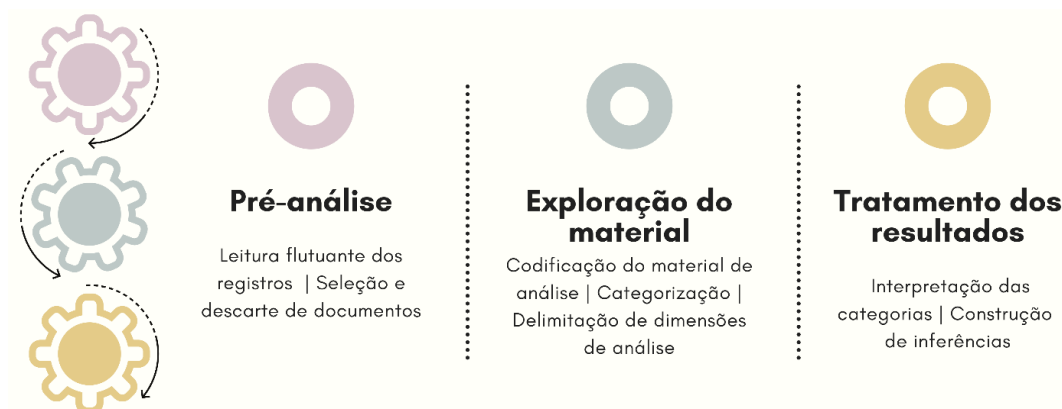 Pré-análise
Leitura flutuante dos
registros | Seleção e
descarte de documentos
Exploração do
material
Codificação do material de
análise | Categorização |
Delimitação de dimensões
de análise
Tratamento dos
resultados
Interpretação das
categorias | Construção
de inferências